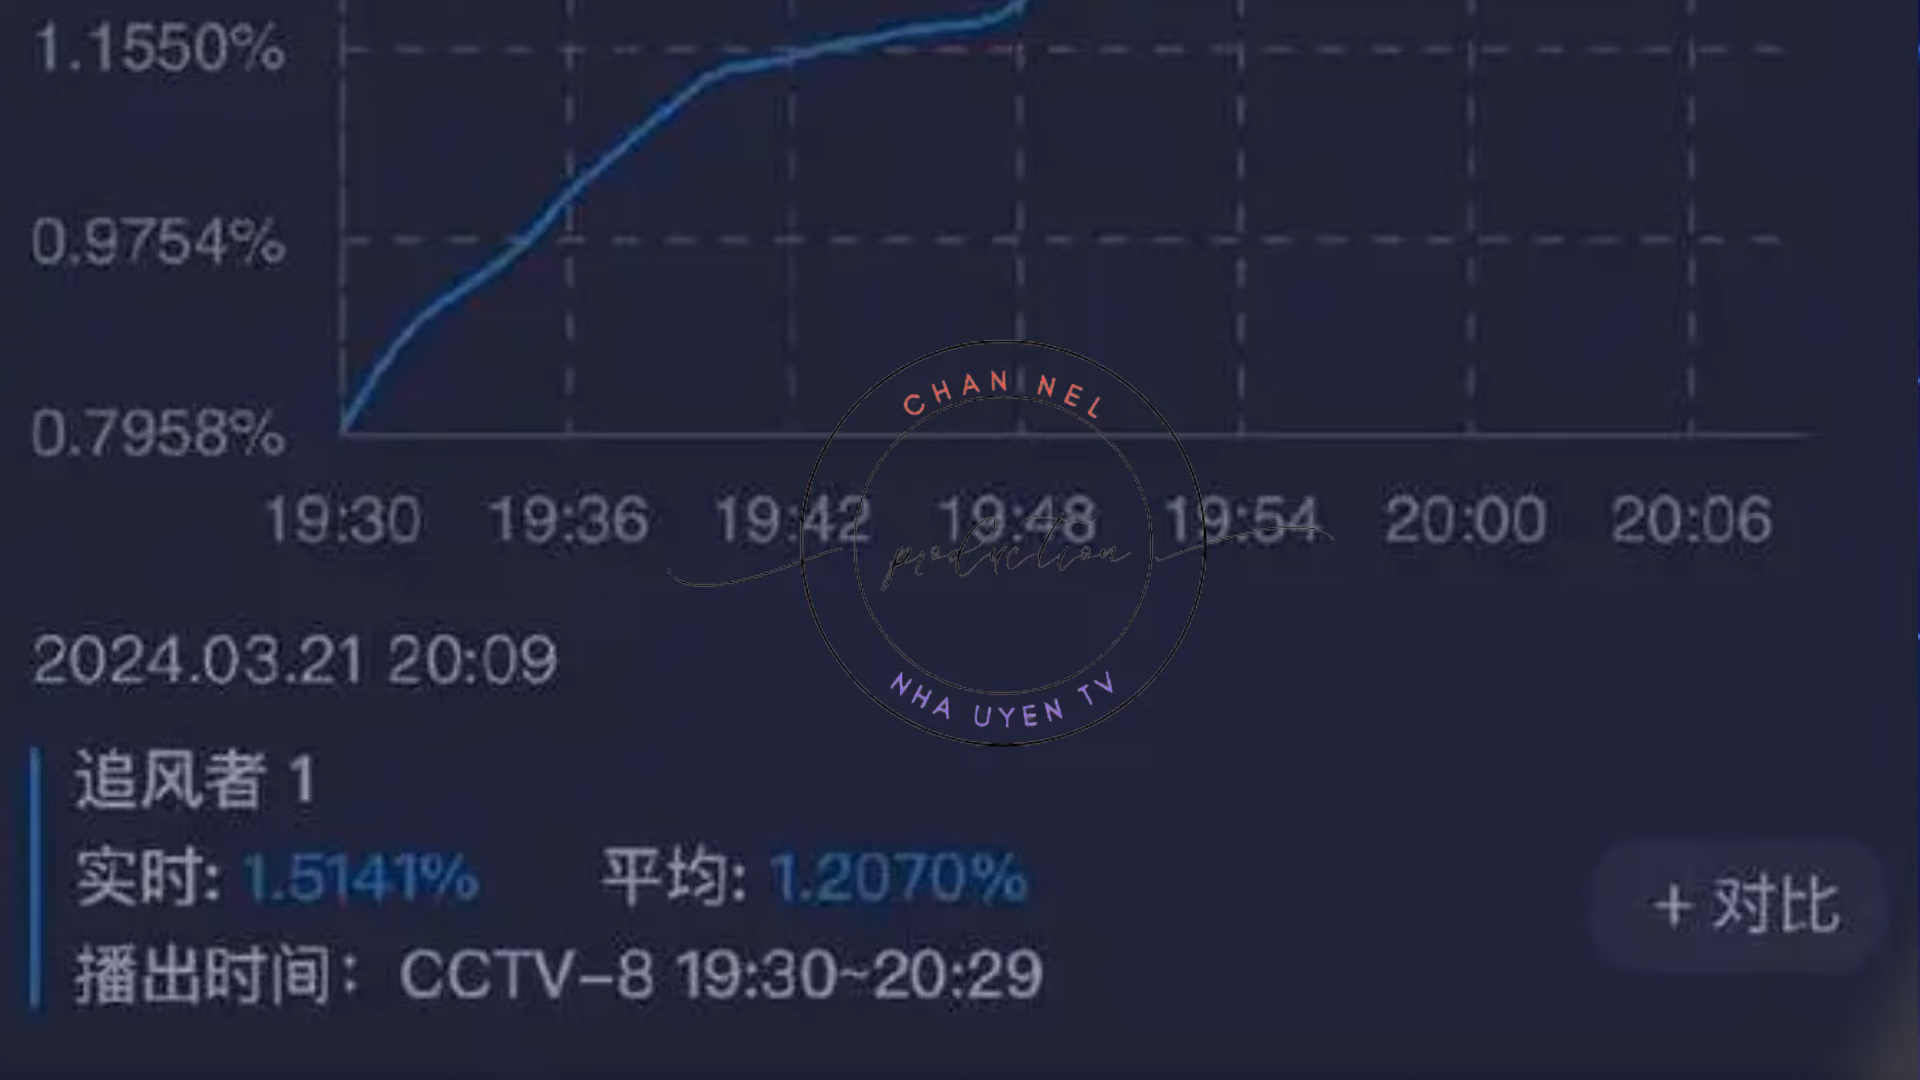 1.1550%
0.9754%
0.7958%
19:30 19:36 19:42 19:48 19:54 20:00 20:06
CHAN NEL
production
NHA UYEN TV
2024.03.21 20:09
追风者 1
实时: 1.5141% 平均: 1.2070%
播出时间: CCTV-8 19:30~20:29
+ 对比